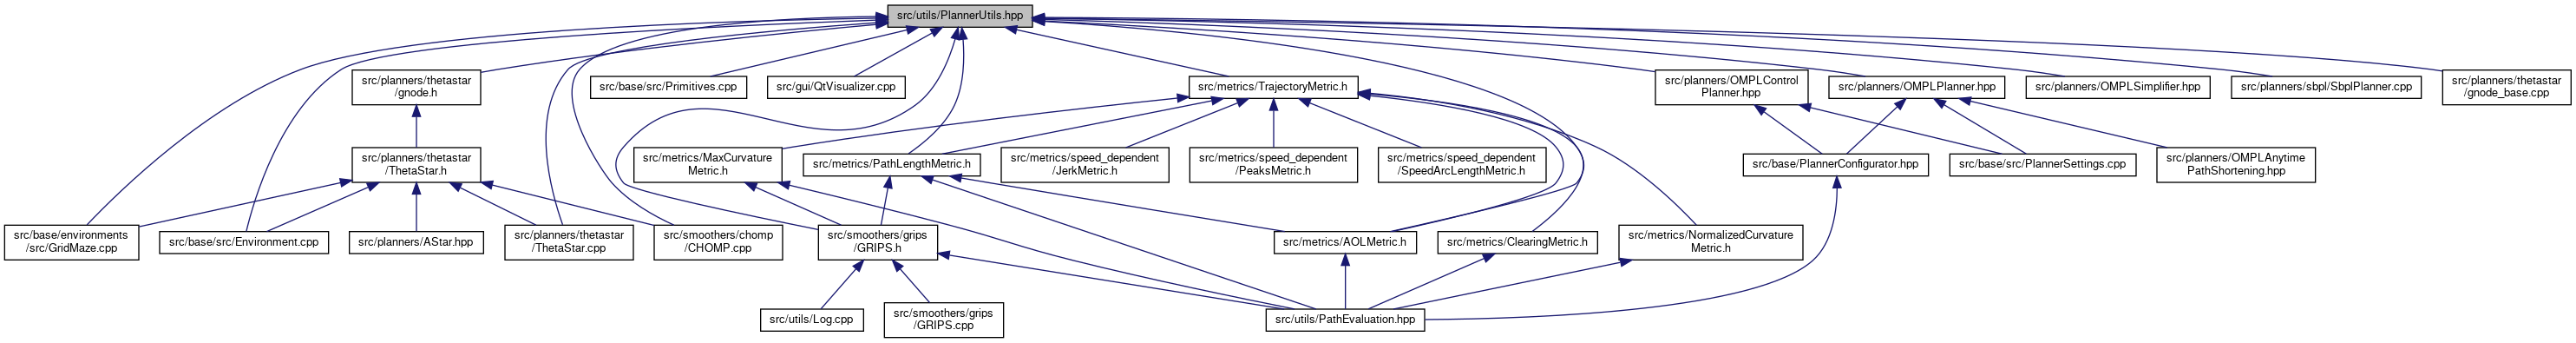 src/utils/PlannerUtils.hpp
src/planners/thetastar
/gnode.h
src/base/src/Primitives.cpp
src/gui/QtVisualizer.cpp
src/metrics/TrajectoryMetric.h
src/planners/OMPLControl
Planner.hpp
src/planners/OMPLPlanner.hpp
src/planners/OMPLSimplifier.hpp
src/planners/sbpl/SbplPlanner.cpp
src/planners/thetastar
/gnode_base.cpp
src/planners/thetastar
/ThetaStar.h
src/metrics/MaxCurvature
Metric.h
src/metrics/PathLengthMetric.h
src/metrics/speed_dependent
/JerkMetric.h
src/metrics/speed_dependent
/PeaksMetric.h
src/metrics/speed_dependent
/SpeedArcLengthMetric.h
src/base/PlannerConfigurator.hpp
src/base/src/PlannerSettings.cpp
src/planners/OMPLAnytime
PathShortening.hpp
src/base/environments
/src/GridMaze.cpp
src/base/src/Environment.cpp
src/planners/AStar.hpp
src/planners/thetastar
/ThetaStar.cpp
src/smoothers/chomp
/CHOMP.cpp
src/smoothers/grips
/GRIPS.h
src/metrics/AOLMetric.h
src/metrics/ClearingMetric.h
src/metrics/NormalizedCurvature
Metric.h
src/utils/Log.cpp
src/smoothers/grips
/GRIPS.cpp
src/utils/PathEvaluation.hpp